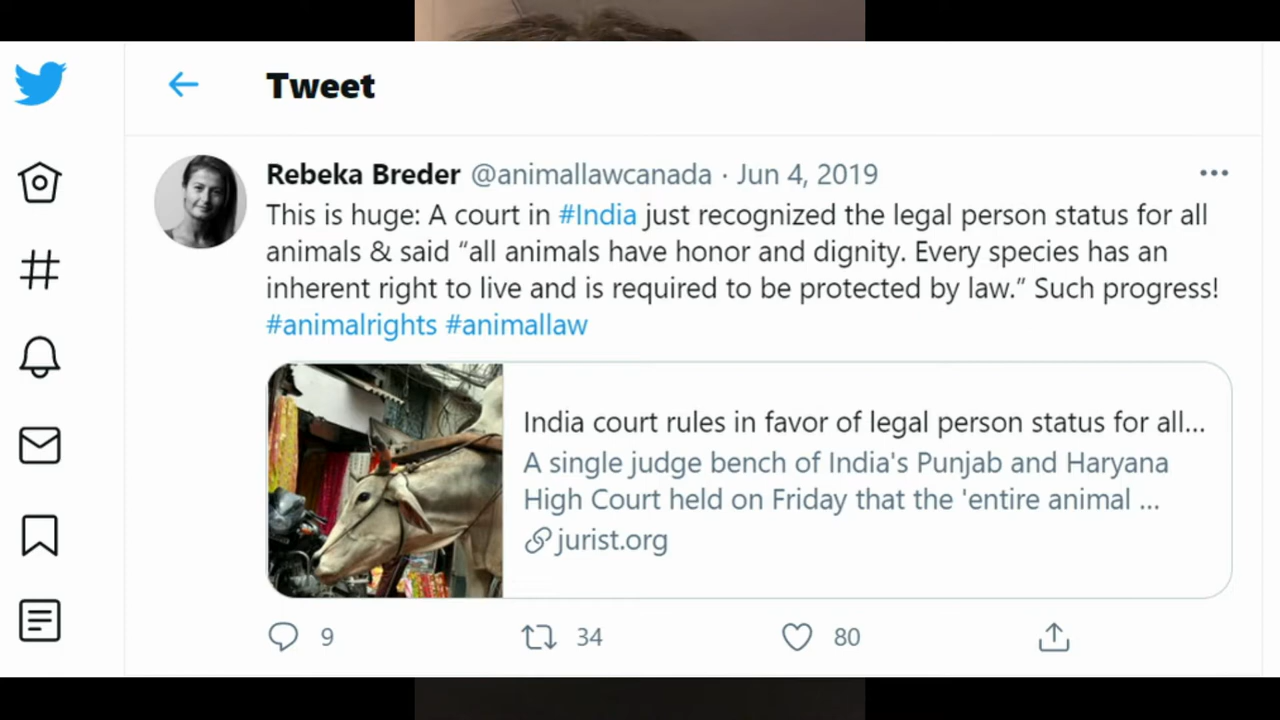 Tweet
Rebeka Breder @animallawcanada · Jun 4, 2019
This is huge: A court in #India just recognized the legal person status for all
animals & said “all animals have honor and dignity. Every species has an
inherent right to live and is required to be protected by law.” Such progress!
#animalrights #animallaw
India court rules in favor of legal person status for all...
A single judge bench of India's Punjab and Haryana
High Court held on Friday that the 'entire animal ...
jurist.org
9 34 80